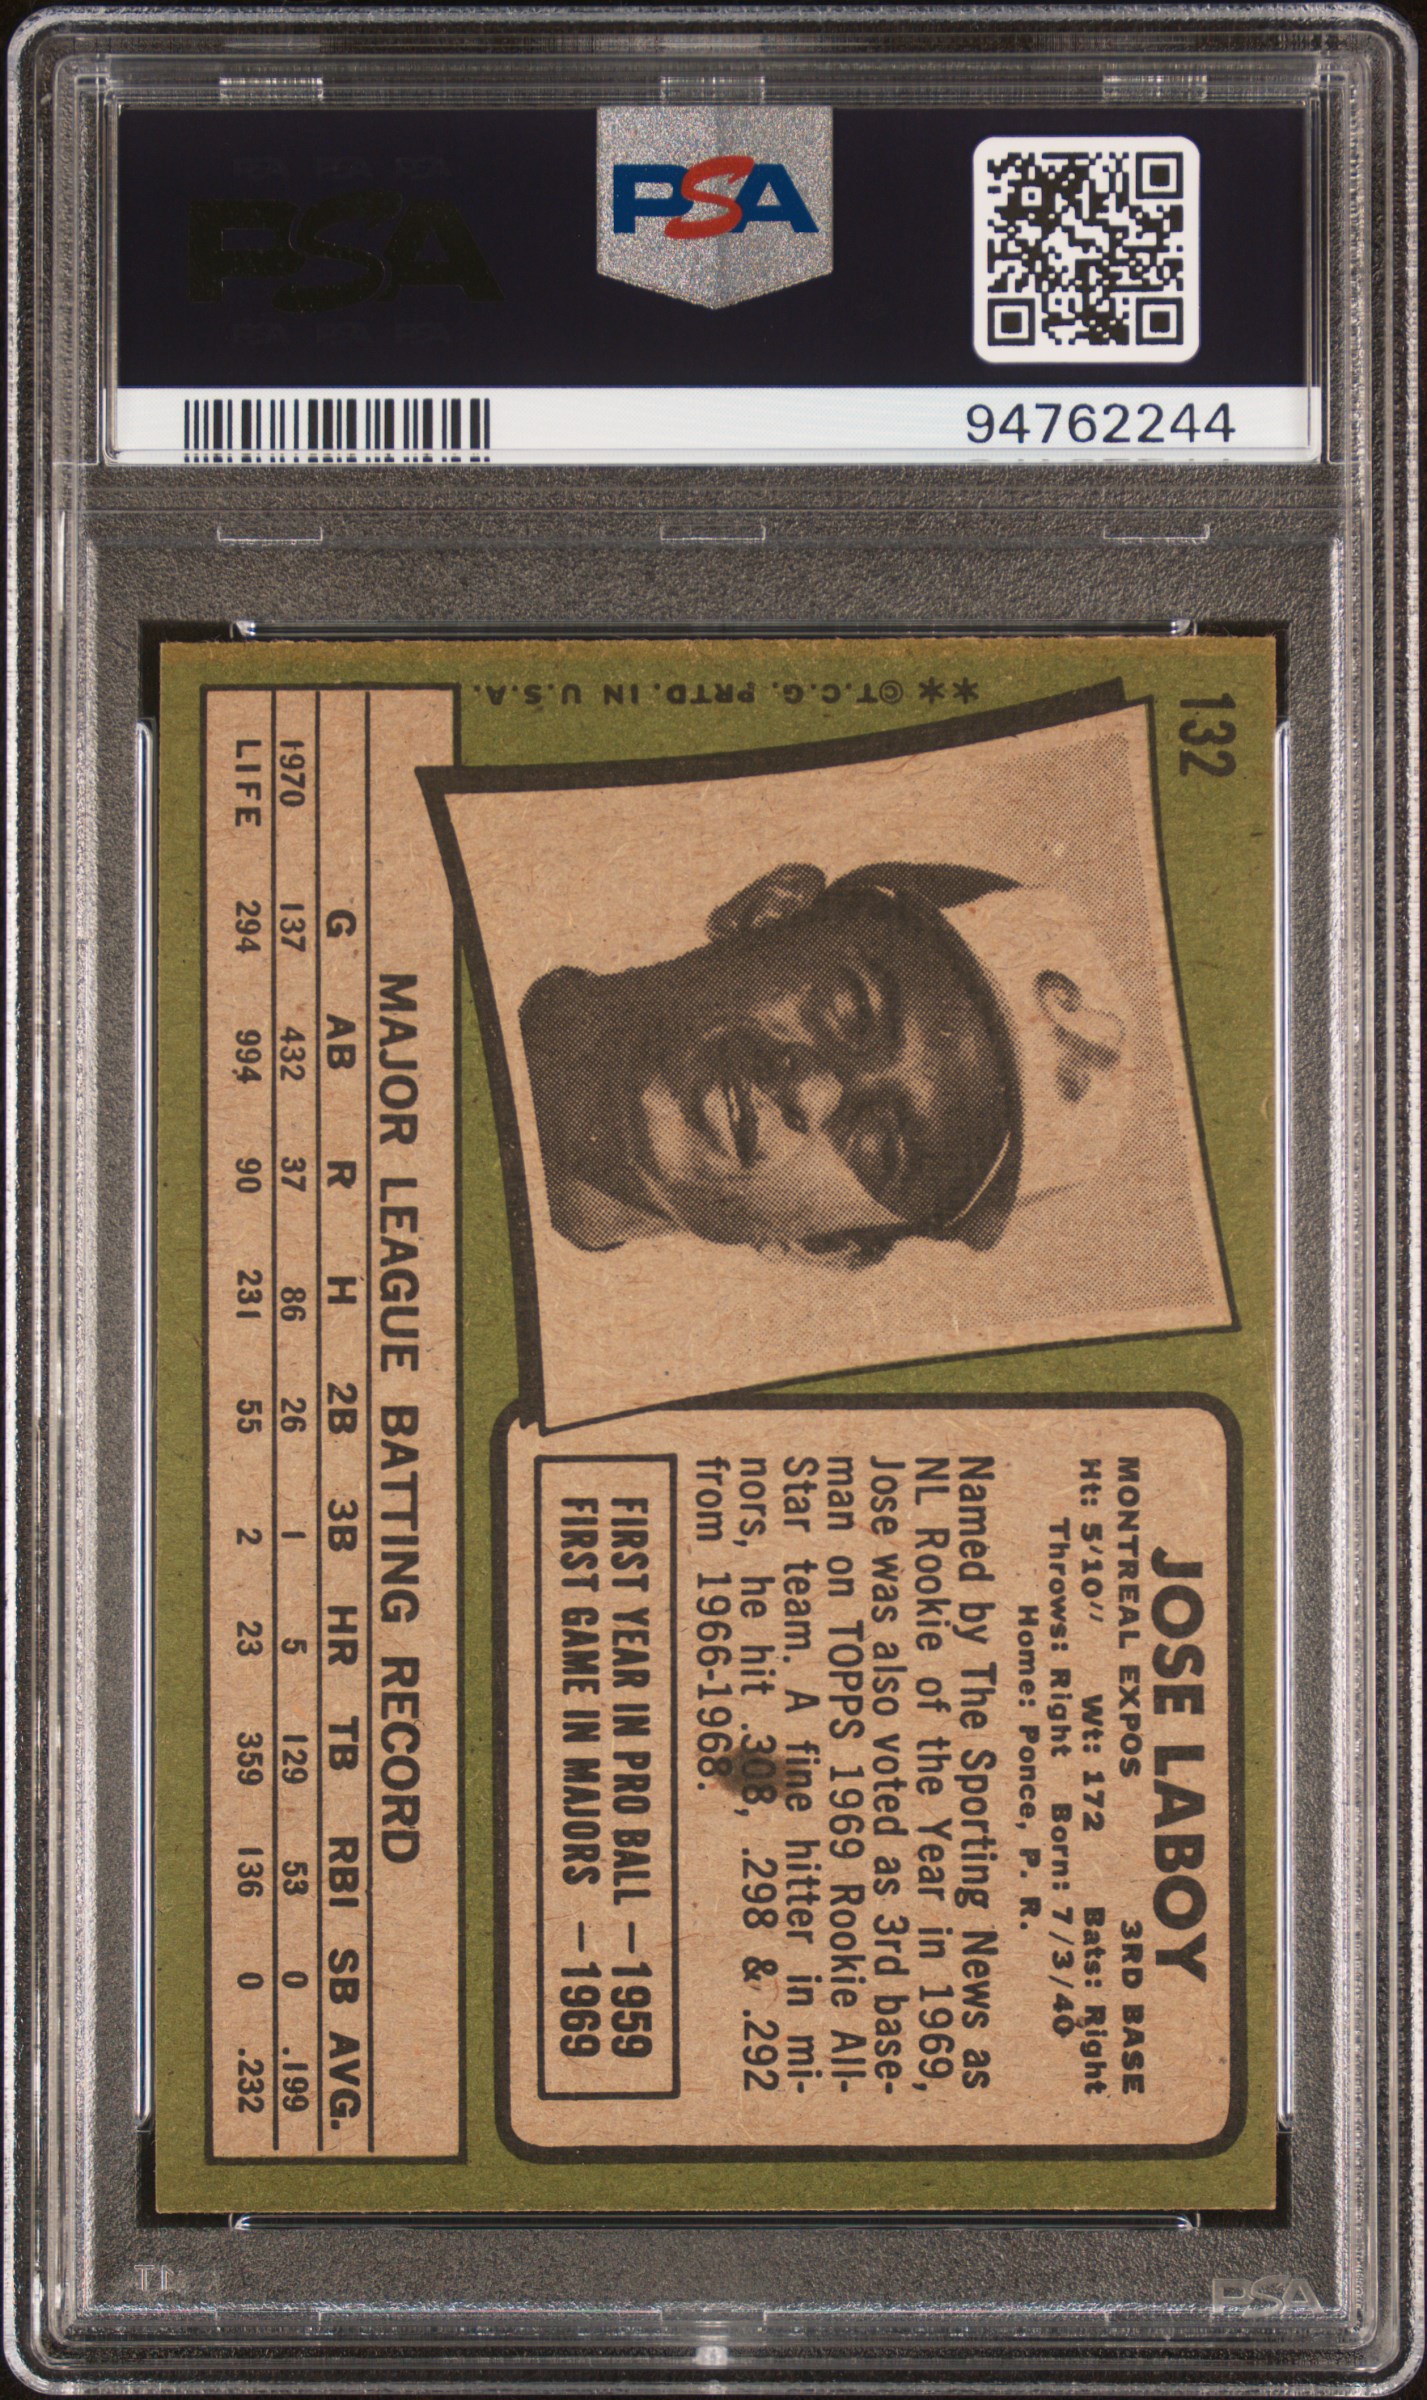 PSA
PSA
94762244
132
**©T.C.G. PRTD. IN U.S.A.
JOSE LABOY
MONTREAL EXPOS 3RD BASE
Ht: 5'10" Wt: 172 Bats: Right
Throws: Right Born: 7/3/40
Home: Ponce, P. R.
Named by The Sporting News as
NL Rookie of the Year in 1969,
Jose was also voted as 3rd base-
man on TOPPS 1969 Rookie All-
Star team. A fine hitter in mi-
nors, he hit .308, .298 & .292
from 1966-1968.
FIRST YEAR IN PRO BALL — 1959
FIRST GAME IN MAJORS — 1969
MAJOR LEAGUE BATTING RECORD
G AB R H 2B 3B HR TB RBI SB AVG.
1970 137 432 37 86 26 1 5 129 53 0 .199
LIFE 294 994 90 231 55 2 23 359 136 0 .232
PSA